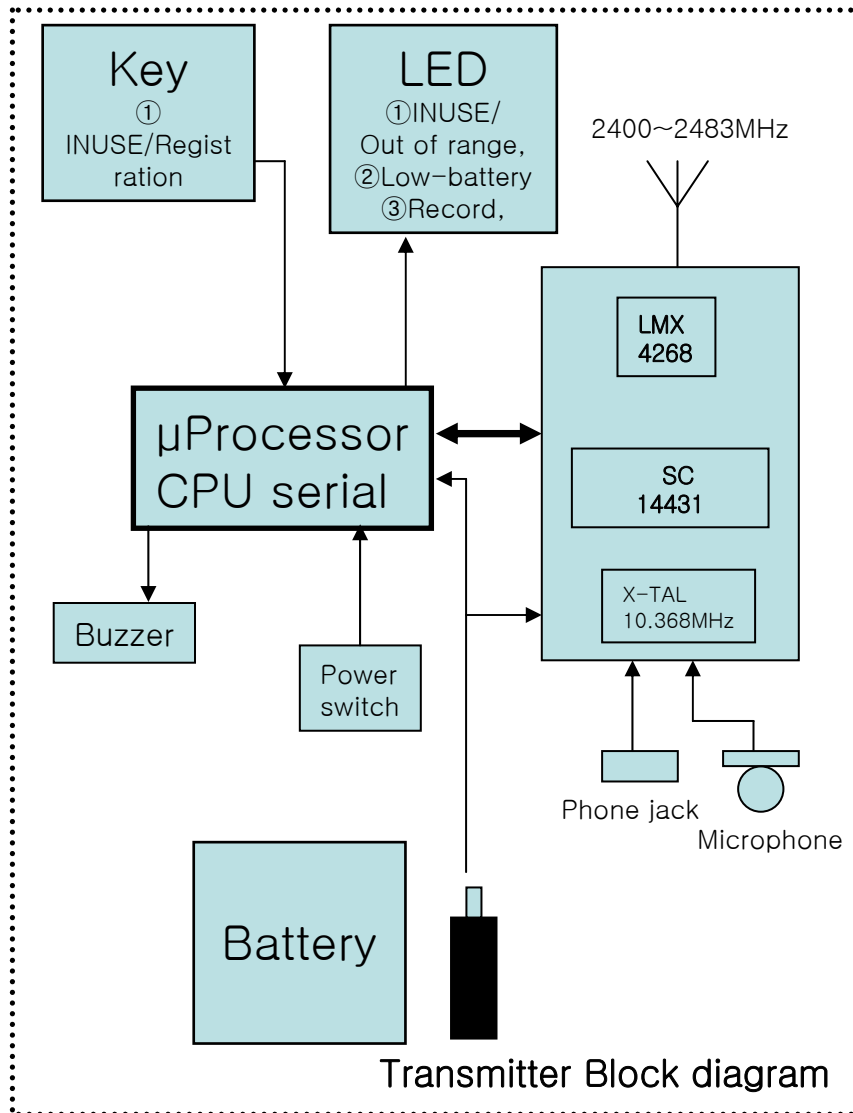 Key
①
INUSE/Regist
ration
LED
①INUSE/
Out of range,
②Low-battery
③Record,
2400~2483MHz
LMX
4268
μProcessor
CPU serial
SC
14431
X-TAL
10.368MHz
Buzzer
Power
switch
Phone jack
Microphone
Battery
Transmitter Block diagram